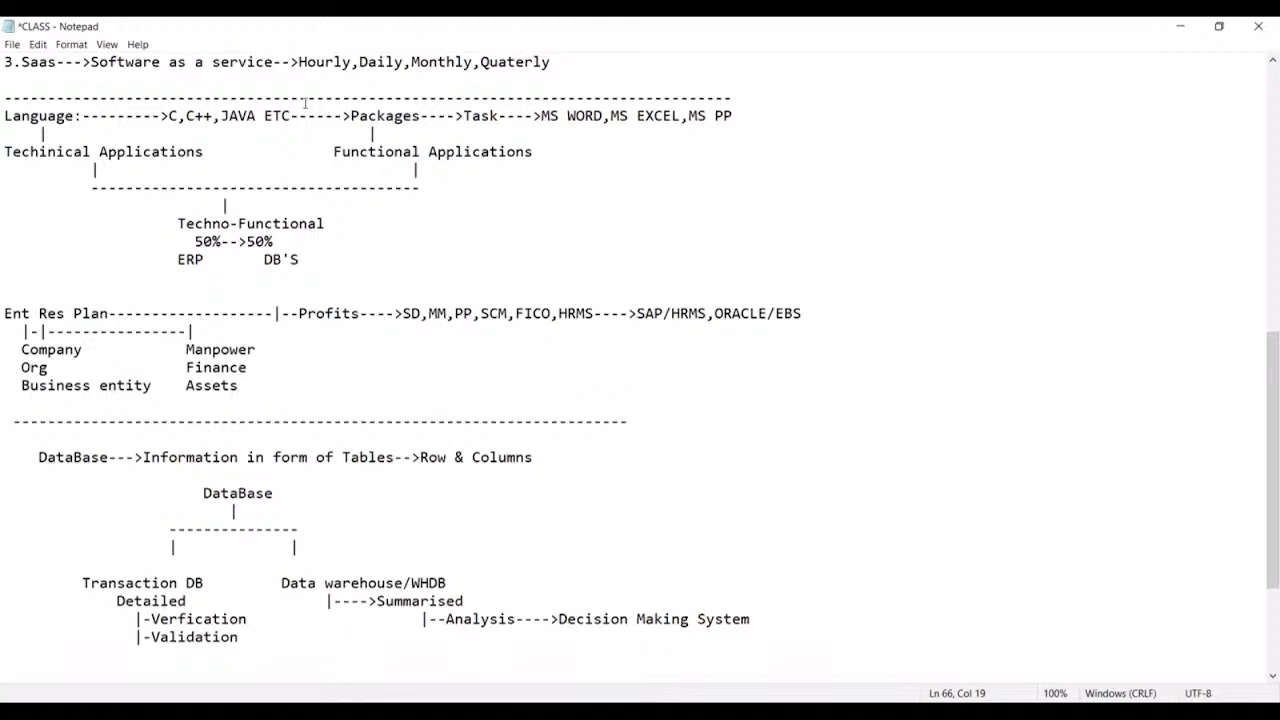 *CLASS - Notepad
File Edit Format View Help
3.Saas--->Software as a service-->Hourly,Daily,Monthly,Quaterly
-------------------------------------------------------------------------------------
Language:--------->C,C++,JAVA ETC------>Packages---->Task---->MS WORD,MS EXCEL,MS PP
| |
Techinical Applications Functional Applications
| |
--------------------------------------
|
Techno-Functional
50%-->50%
ERP DB'S
Ent Res Plan-------------------|--Profits---->SD,MM,PP,SCM,FICO,HRMS---->SAP/HRMS,ORACLE/EBS
|-|----------------|
Company Manpower
Org Finance
Business entity Assets
-----------------------------------------------------------------------
DataBase--->Information in form of Tables-->Row & Columns
DataBase
|
---------------
| |
Transaction DB Data warehouse/WHDB
Detailed |---->Summarised
|-Verfication |--Analysis---->Decision Making System
|-Validation
Ln 66, Col 19 100% Windows (CRLF) UTF-8